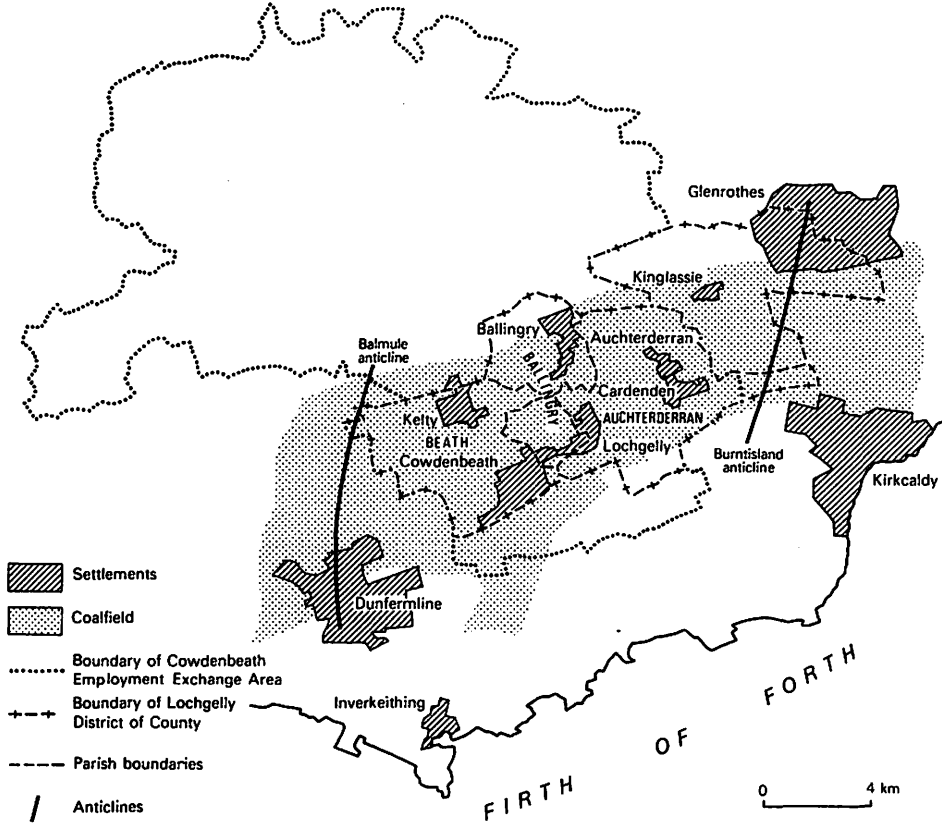 Glenrothes
Kinglassie
Ballingry
Auchterderran
Balmule
anticline
BALLINGRY
Cardenden
Kelty
AUCHTERDERRAN
BEATH
Lochgelly
Cowdenbeath
Burntisland
anticline
Kirkcaldy
Settlements
Dunfermline
Coalfield
Boundary of Cowdenbeath
Employment Exchange Area
Boundary of Lochgelly
District of County
Inverkeithing
FIRTH OF FORTH
Parish boundaries
Anticlines
0 4 km